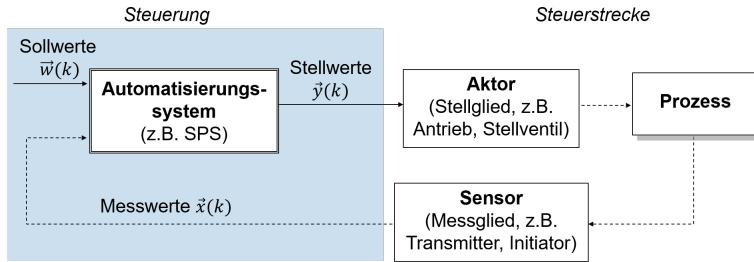 Steuerung
Steuerstrecke
Sollwerte
w⃗(k)
Automatisierungs-
system
(z.B. SPS)
Stellwerte
y⃗(k)
Aktor
(Stellglied, z.B.
Antrieb, Stellventil)
Prozess
Messwerte x⃗(k)
Sensor
(Messglied, z.B.
Transmitter, Initiator)